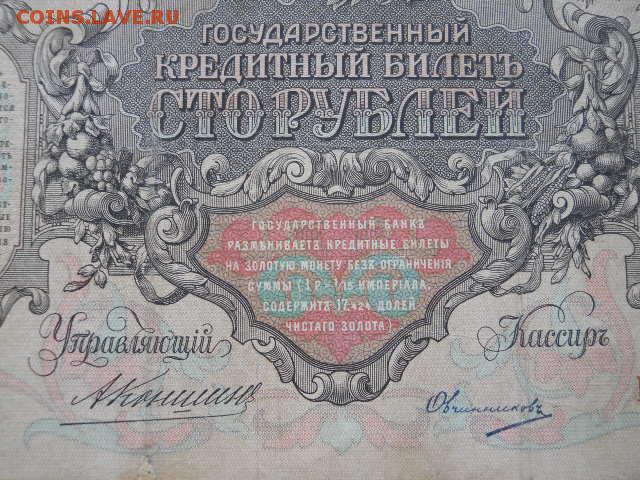 COINS.LAVE.RU
ГОСУДАРСТВЕННЫЙ
КРЕДИТНЫЙ БИЛЕТЪ
СТО РУБЛЕЙ
ГОСУДАРСТВЕННЫЙ БАНКЪ
РАЗМѢНИВАЕТЪ КРЕДИТНЫЕ БИЛЕТЫ
НА ЗОЛОТУЮ МОНЕТУ БЕЗЪ ОГРАНИЧЕНІЯ
СУММЫ (1 Р.= 1/15 ИМПЕРІАЛА,
СОДЕРЖИТЪ 17,424 ДОЛЕЙ
ЧИСТАГО ЗОЛОТА)
Управляющій Кассиръ
АКоншинъ Овчинниковъ